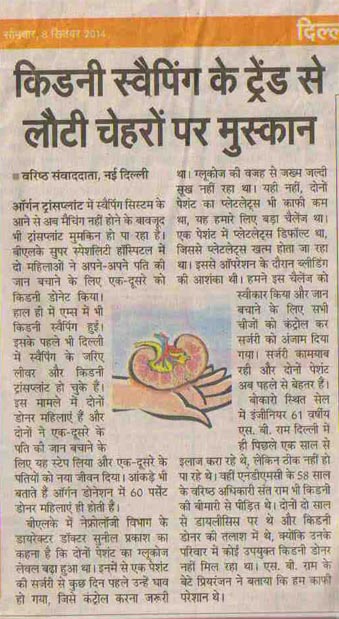 सोमवार, 8 सितंबर 2014
दिल्ल
किडनी स्वैपिंग के ट्रेंड से
लौटी चेहरों पर मुस्कान
■ वरिष्ठ संवाददाता, नई दिल्ली
ऑर्गन ट्रांसप्लांट में स्वैपिंग सिस्टम के
आने से अब मैचिंग नहीं होने के बावजूद
भी ट्रांसप्लांट मुमकिन हो पा रहा है।
बीएलके सुपर स्पेशलिटी हॉस्पिटल में
दो महिलाओं ने अपने-अपने पति की
जान बचाने के लिए एक-दूसरे को
किडनी डोनेट किया।
हाल ही में एम्स में भी
किडनी स्वैपिंग हुई।
इसके पहले भी दिल्ली
में स्वैपिंग के जरिए
लीवर और किडनी
ट्रांसप्लांट हो चुके हैं।
इस मामले में दोनों
डोनर महिलाएं हैं और
दोनों ने एक-दूसरे के
पति की जान बचाने के
लिए यह स्टेप लिया और एक-दूसरे के
पतियों को नया जीवन दिया। आंकड़े भी
बताते हैं ऑर्गन डोनेशन में 60 पर्सेंट
डोनर महिलाएं ही होती हैं।
बीएलके में नेफ्रोलॉजी विभाग के
डायरेक्टर डॉक्टर सुनील प्रकाश का
कहना है कि दोनों पेशंट का ग्लूकोज
लेवल बढ़ा हुआ था। इनमें से एक पेशंट
की सर्जरी से कुछ दिन पहले उन्हें घाव
हो गया, जिसे कंट्रोल करना जरूरी
था। ग्लूकोज की वजह से जख्म जल्दी
सूख नहीं रहा था। यही नहीं, दोनों
पेशंट का प्लेटलेट्स भी काफी कम
था, यह हमारे लिए बड़ा चैलेंज था।
एक पेशंट में प्लेटलेट्स डिफॉल्ट था,
जिससे प्लेटलेट्स खत्म होता जा रहा
था। इससे ऑपरेशन के दौरान ब्लीडिंग
की आशंका थी। हमने इस चैलेंज को
स्वीकार किया और जान
बचाने के लिए सभी
चीजों को कंट्रोल कर
सर्जरी को अंजाम दिया
गया। सर्जरी कामयाब
रही और दोनों पेशंट
अब पहले से बेहतर हैं।
बोकारो स्थित सेल
में इंजीनियर 61 वर्षीय
एस. बी. राम दिल्ली में
ही पिछले एक साल से
इलाज करा रहे थे, लेकिन ठीक नहीं हो
पा रहे थे। वहीं एनडीएमसी के 58 साल
के वरिष्ठ अधिकारी संत राम भी किडनी
की बीमारी से पीड़ित थे। दोनों दो साल
से डायलीसिस पर थे और किडनी
डोनर की तलाश में थे, क्योंकि उनके
परिवार में कोई उपयुक्त किडनी डोनर
नहीं मिल रहा था। एस. बी. राम के
बेटे प्रियरंजन ने बताया कि हम काफी
परेशान थे।